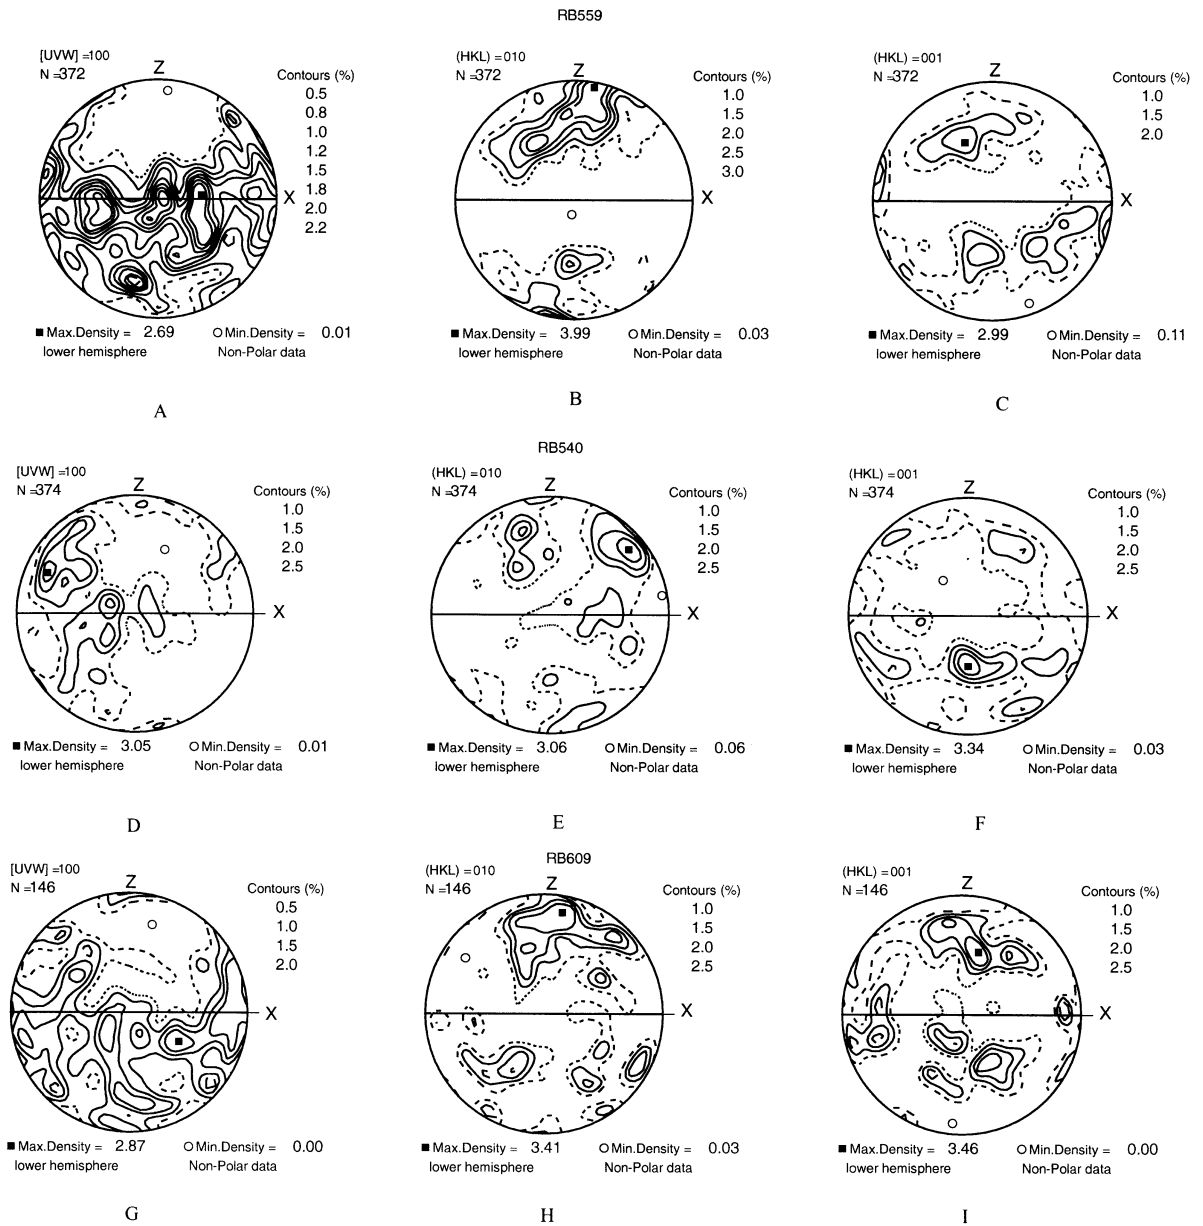 RB559
[UVW] =100
N =372
Z
Contours (%)
0.5
0.8
1.0
1.2
1.5
1.8
2.0
2.2
X
Max.Density = 2.69
Min.Density = 0.01
lower hemisphere
Non-Polar data
A
(HKL) =010
N =372
Z
Contours (%)
1.0
1.5
2.0
2.5
3.0
X
Max.Density = 3.99
Min.Density = 0.03
lower hemisphere
Non-Polar data
B
(HKL) =001
N =372
Z
Contours (%)
1.0
1.5
2.0
X
Max.Density = 2.99
Min.Density = 0.11
lower hemisphere
Non-Polar data
C
RB540
[UVW] =100
N =374
Z
Contours (%)
1.0
1.5
2.0
2.5
X
Max.Density = 3.05
Min.Density = 0.01
lower hemisphere
Non-Polar data
D
(HKL) =010
N =374
Z
Contours (%)
1.0
1.5
2.0
2.5
X
Max.Density = 3.06
Min.Density = 0.06
lower hemisphere
Non-Polar data
E
(HKL) =001
N =374
Z
Contours (%)
1.0
1.5
2.0
2.5
X
Max.Density = 3.34
Min.Density = 0.03
lower hemisphere
Non-Polar data
F
RB609
[UVW] =100
N =146
Z
Contours (%)
0.5
1.0
1.5
2.0
X
Max.Density = 2.87
Min.Density = 0.00
lower hemisphere
Non-Polar data
G
(HKL) =010
N =146
Z
Contours (%)
1.0
1.5
2.0
2.5
X
Max.Density = 3.41
Min.Density = 0.03
lower hemisphere
Non-Polar data
H
(HKL) =001
N =146
Z
Contours (%)
1.0
1.5
2.0
2.5
X
Max.Density = 3.46
Min.Density = 0.00
lower hemisphere
Non-Polar data
I